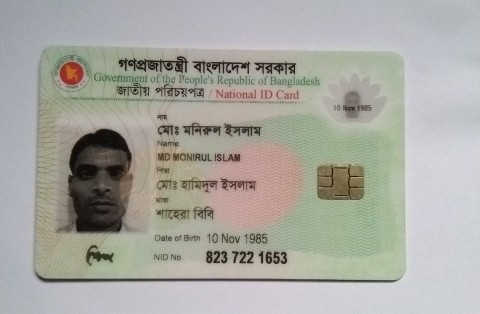 গণপ্রজাতন্ত্রী বাংলাদেশ সরকার
Government of the People's Republic of Bangladesh
জাতীয় পরিচয়পত্র / National ID Card
10 Nov 1985
নাম
মোঃ মনিরুল ইসলাম
Name
MD MONIRUL ISLAM
পিতা
মোঃ হামিদুল ইসলাম
মাতা
শাহেরা বিবি
Date of Birth 10 Nov 1985
NID No 823 722 1653